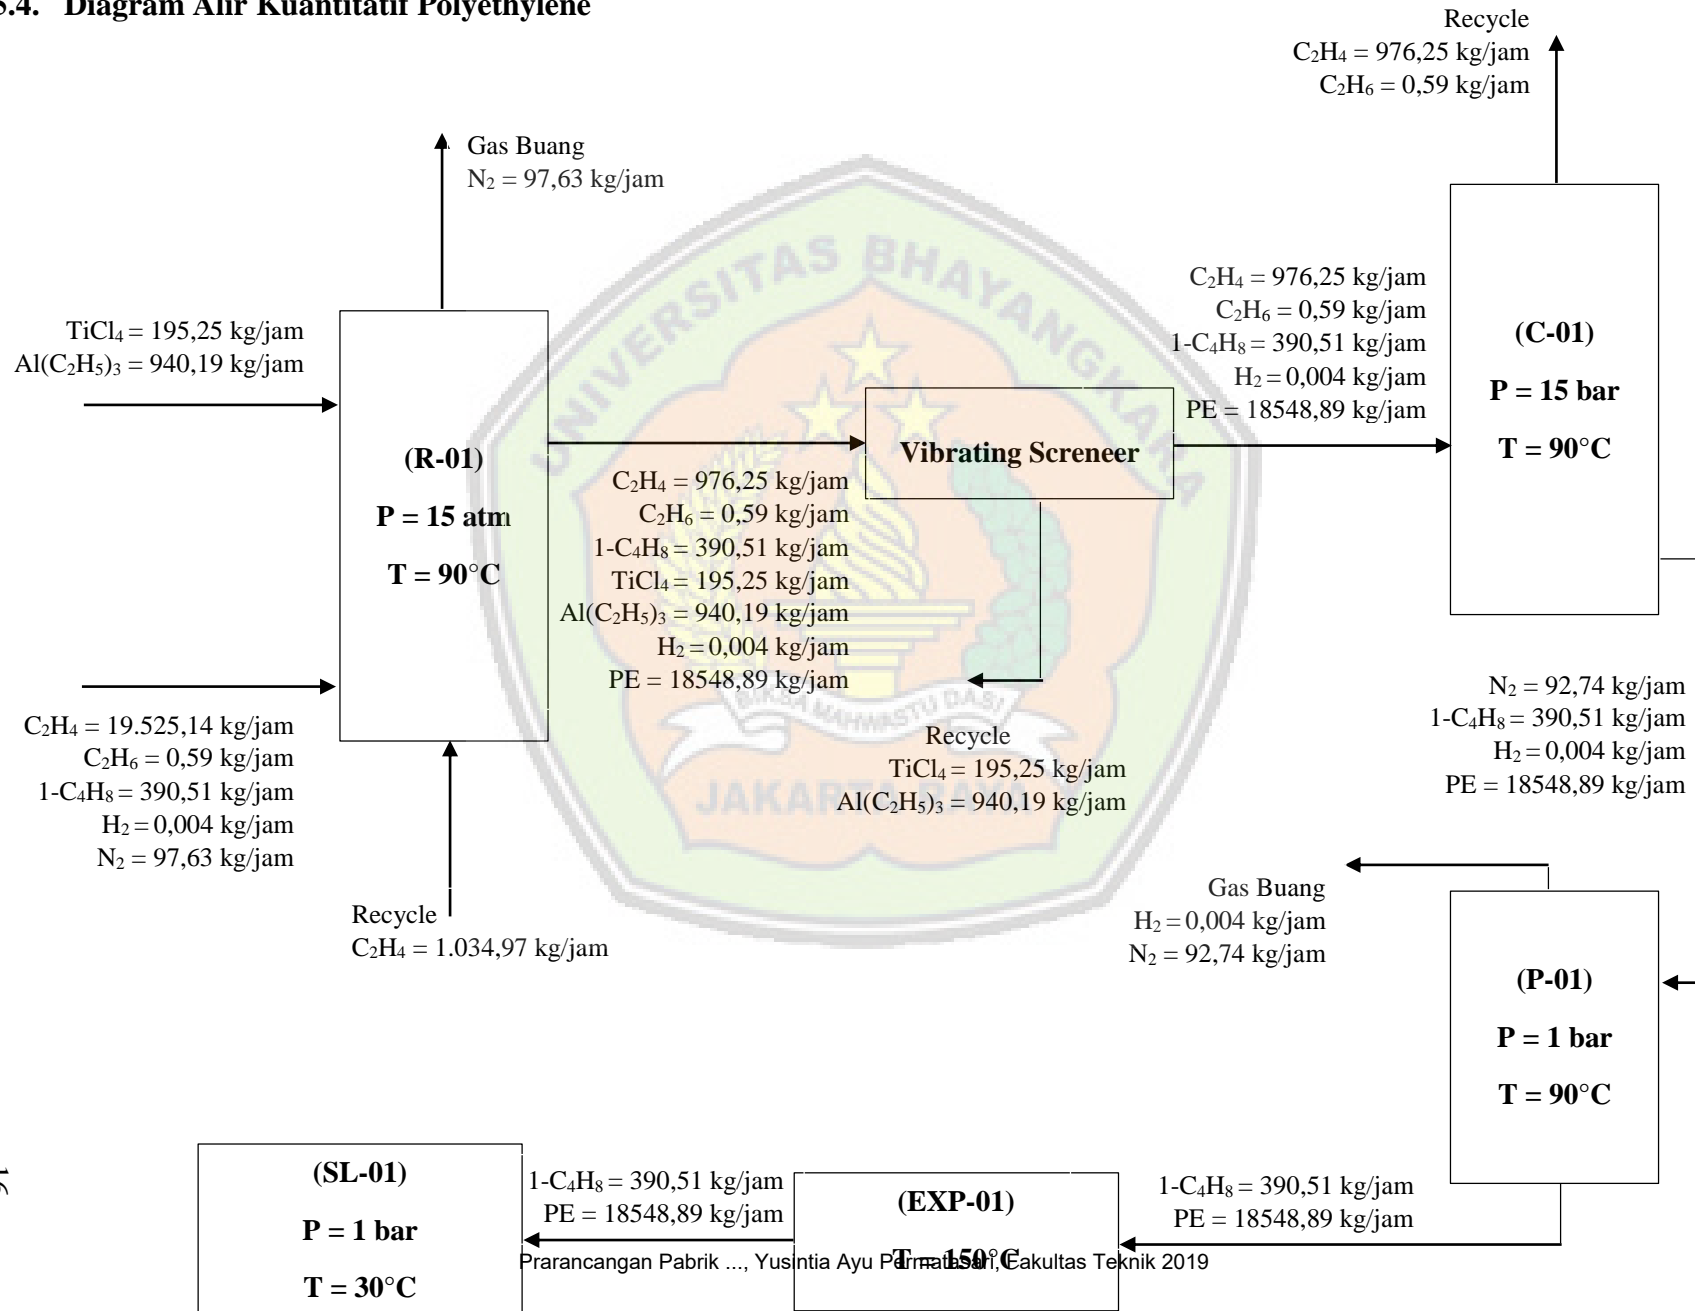 5.4. Diagram Alir Kuantitatif Polyethylene
Recycle
C₂H₄ = 976,25 kg/jam
C₂H₆ = 0,59 kg/jam
Gas Buang
N₂ = 97,63 kg/jam
TiCl₄ = 195,25 kg/jam
Al(C₂H₅)₃ = 940,19 kg/jam
(R-01)
P = 15 atm
T = 90°C
C₂H₄ = 19.525,14 kg/jam
C₂H₆ = 0,59 kg/jam
1-C₄H₈ = 390,51 kg/jam
H₂ = 0,004 kg/jam
N₂ = 97,63 kg/jam
Recycle
C₂H₄ = 1.034,97 kg/jam
C₂H₄ = 976,25 kg/jam
C₂H₆ = 0,59 kg/jam
1-C₄H₈ = 390,51 kg/jam
TiCl₄ = 195,25 kg/jam
Al(C₂H₅)₃ = 940,19 kg/jam
H₂ = 0,004 kg/jam
PE = 18548,89 kg/jam
Vibrating Screneer
Recycle
TiCl₄ = 195,25 kg/jam
Al(C₂H₅)₃ = 940,19 kg/jam
C₂H₄ = 976,25 kg/jam
C₂H₆ = 0,59 kg/jam
1-C₄H₈ = 390,51 kg/jam
H₂ = 0,004 kg/jam
PE = 18548,89 kg/jam
(C-01)
P = 15 bar
T = 90°C
N₂ = 92,74 kg/jam
1-C₄H₈ = 390,51 kg/jam
H₂ = 0,004 kg/jam
PE = 18548,89 kg/jam
Gas Buang
H₂ = 0,004 kg/jam
N₂ = 92,74 kg/jam
(P-01)
P = 1 bar
T = 90°C
1-C₄H₈ = 390,51 kg/jam
PE = 18548,89 kg/jam
(EXP-01)
T = 150°C
1-C₄H₈ = 390,51 kg/jam
PE = 18548,89 kg/jam
(SL-01)
P = 1 bar
T = 30°C
UNIVERSITAS BHAYANGKARA
JAKARTA RAYA
MAHWASTU DASI
Prarancangan Pabrik ..., Yusintia Ayu Permatasari, Fakultas Teknik 2019